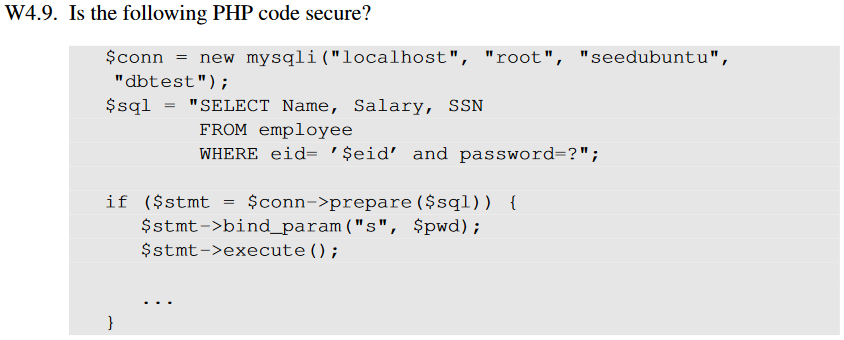 W4.9. Is the following PHP code secure?
$conn = new mysqli("localhost", "root", "seedubuntu",
"dbtest");
$sql = "SELECT Name, Salary, SSN
FROM employee
WHERE eid= ’$eid’ and password=?";
if ($stmt = $conn->prepare($sql)) {
$stmt->bind_param("s", $pwd);
$stmt->execute();
...
}